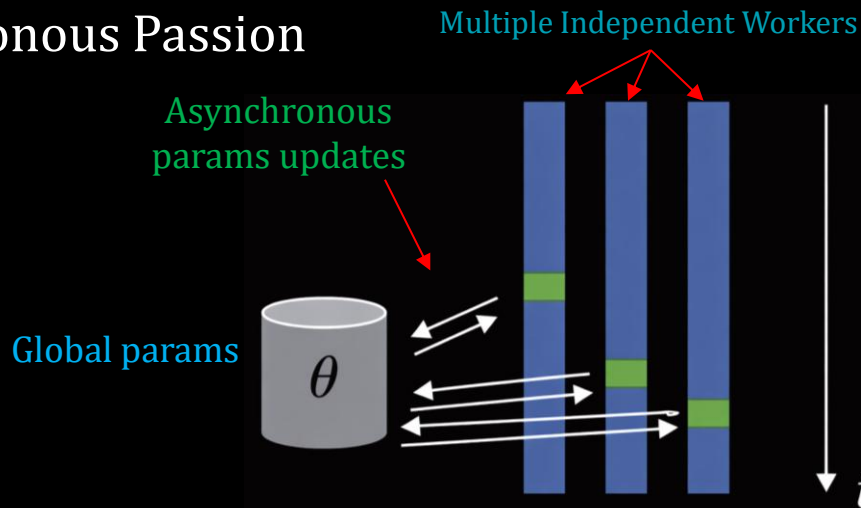 onous Passion
Multiple Independent Workers
Asynchronous
params updates
Global params
θ